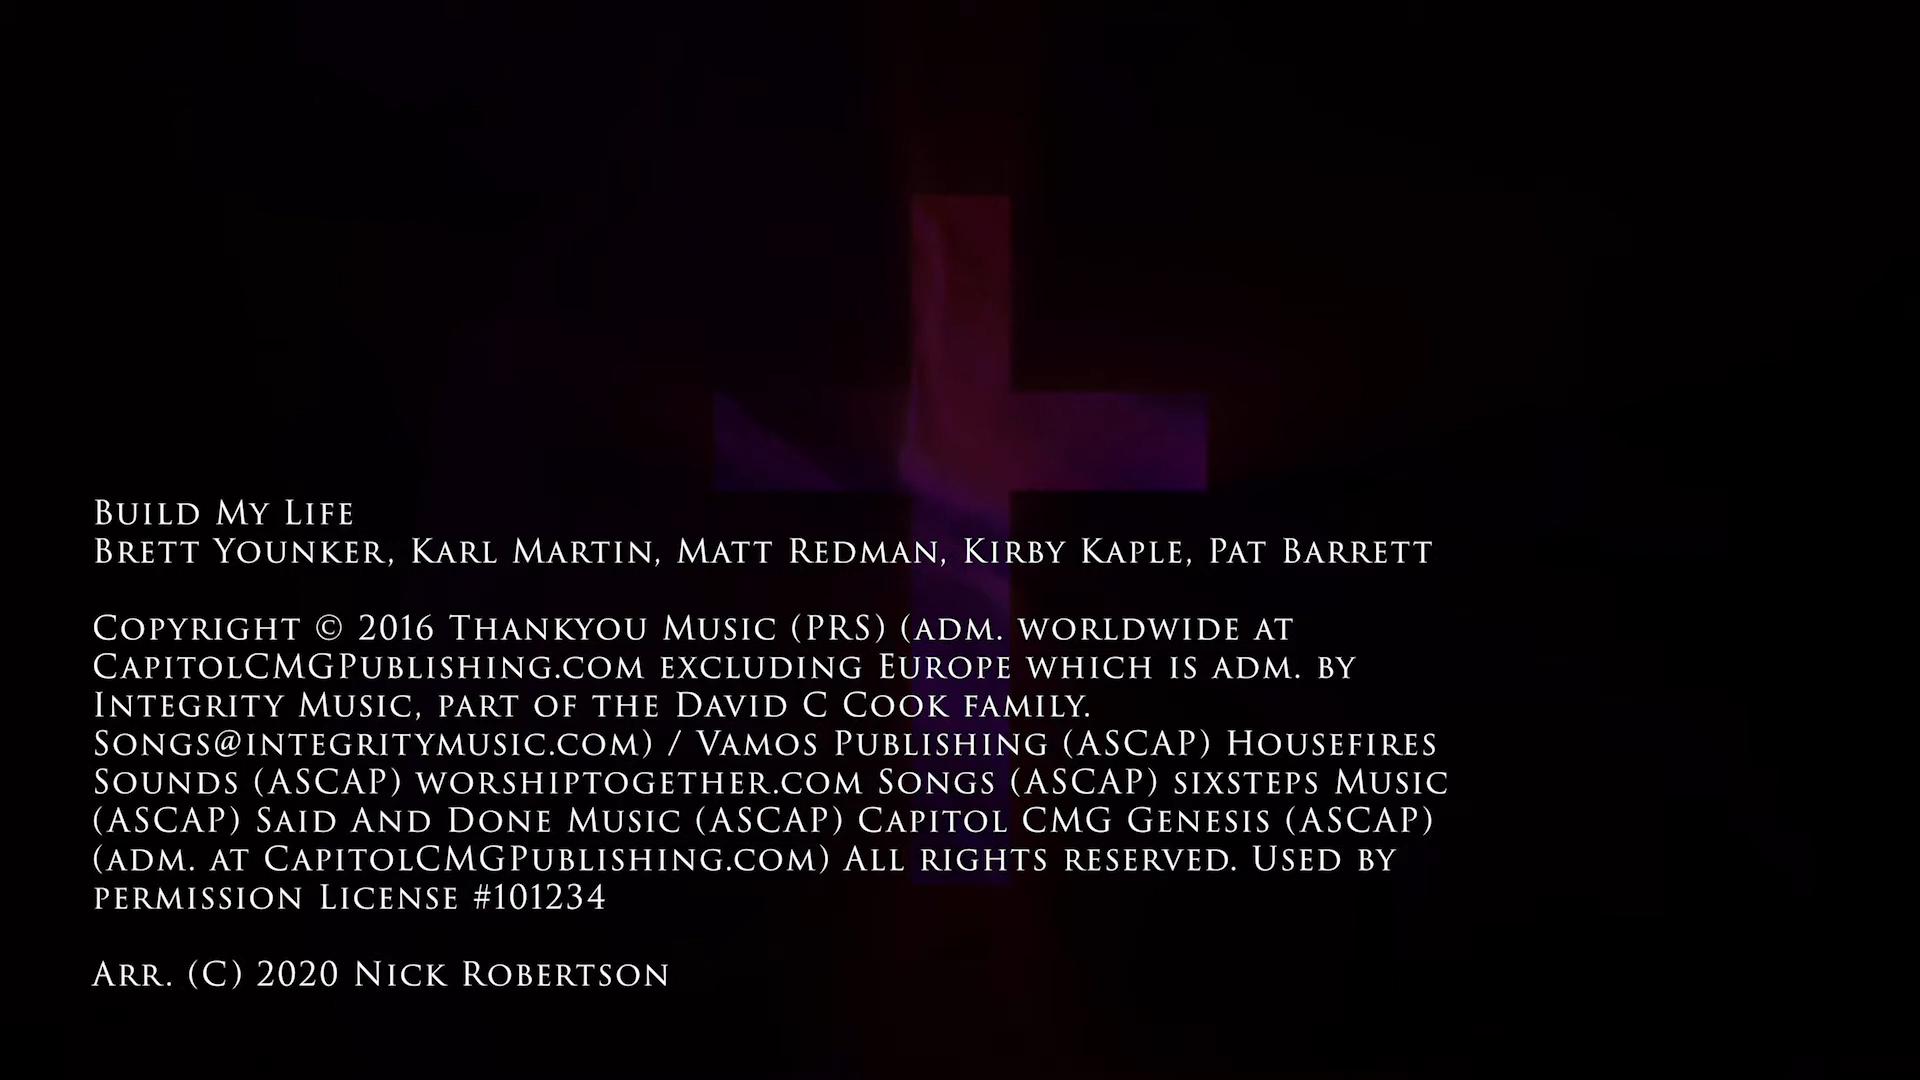 Build My Life
Brett Younker, Karl Martin, Matt Redman, Kirby Kaple, Pat Barrett
Copyright © 2016 Thankyou Music (PRS) (adm. worldwide at
CapitolCMGPublishing.com excluding Europe which is adm. by
Integrity Music, part of the David C Cook family.
Songs@integritymusic.com) / Vamos Publishing (ASCAP) Housefires
Sounds (ASCAP) worshiptogether.com Songs (ASCAP) sixsteps Music
(ASCAP) Said And Done Music (ASCAP) Capitol CMG Genesis (ASCAP)
(adm. at CapitolCMGPublishing.com) All rights reserved. Used by
permission License #101234
Arr. (C) 2020 Nick Robertson